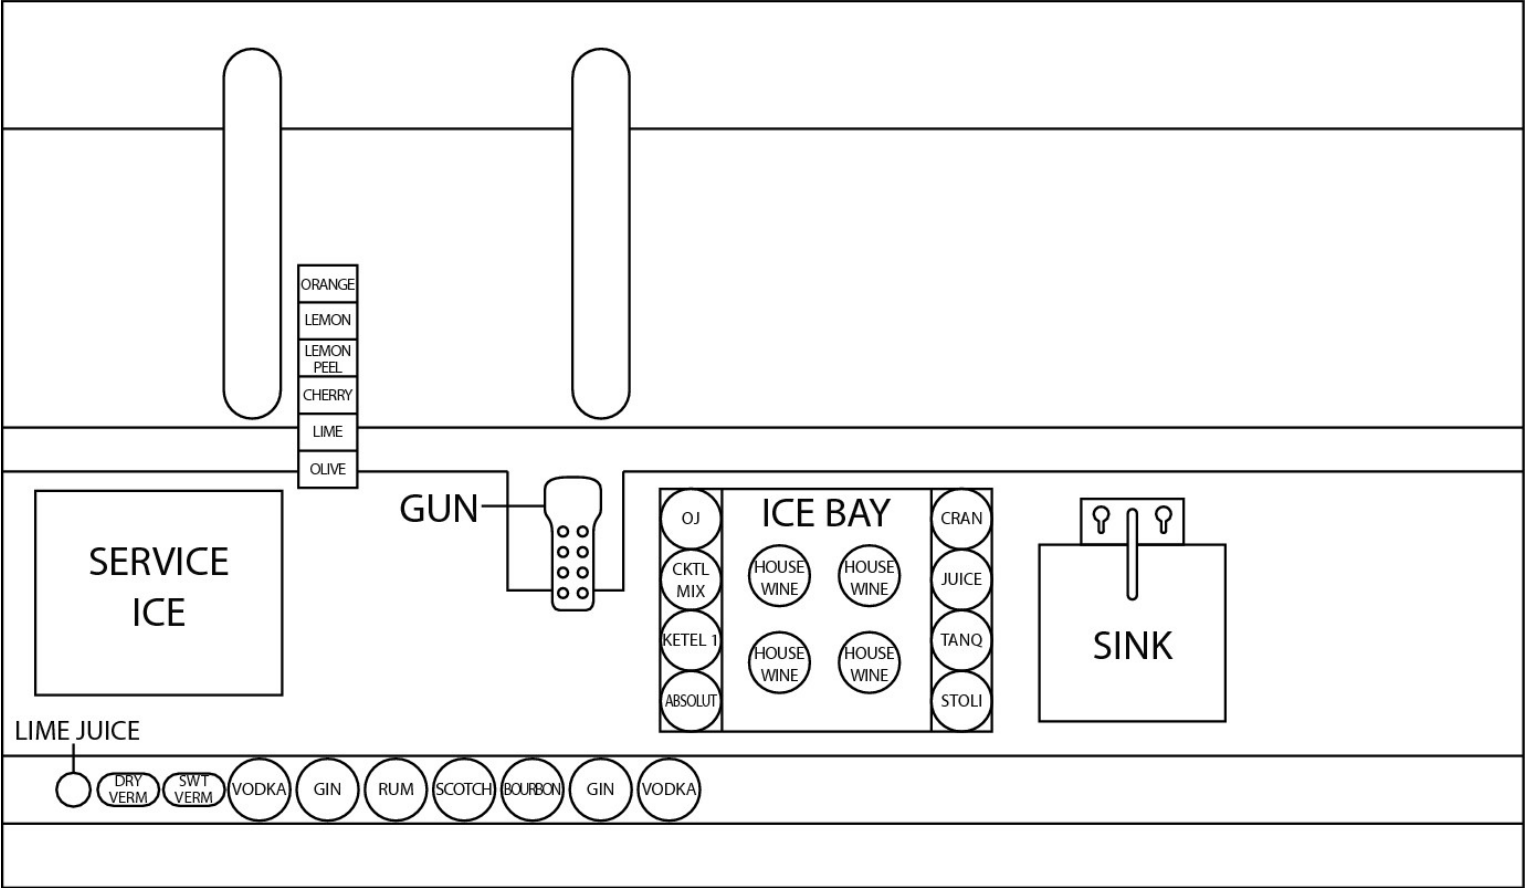 ORANGE
LEMON
LEMON
PEEL
CHERRY
LIME
OLIVE
GUN
SERVICE
ICE
ICE BAY
OJ
CKTL
MIX
KETEL 1
ABSOLUT
HOUSE
WINE
HOUSE
WINE
HOUSE
WINE
HOUSE
WINE
CRAN
JUICE
TANQ
STOLI
SINK
LIME JUICE
DRY
VERM
SWT
VERM
VODKA
GIN
RUM
SCOTCH
BOURBON
GIN
VODKA